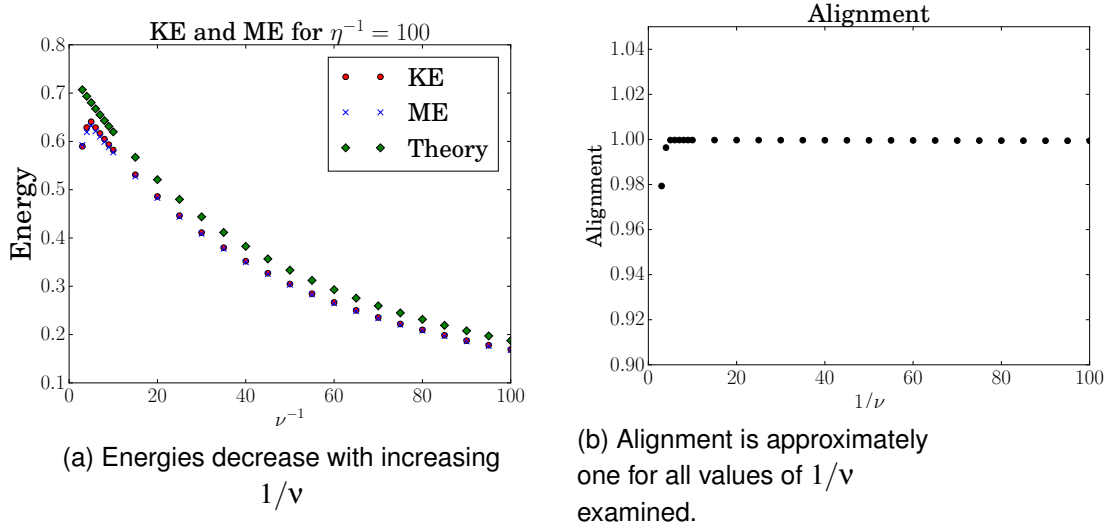 KE and ME for η⁻¹ = 100
0.8
0.7
0.6
0.5
0.4
0.3
0.2
0.1
Energy
KE
ME
Theory
0 20 40 60 80 100
ν⁻¹
(a) Energies decrease with increasing
1/ν
Alignment
1.04
1.02
1.00
0.98
0.96
0.94
0.92
0.90
Alignment
0 20 40 60 80 100
1/ν
(b) Alignment is approximately
one for all values of 1/ν
examined.